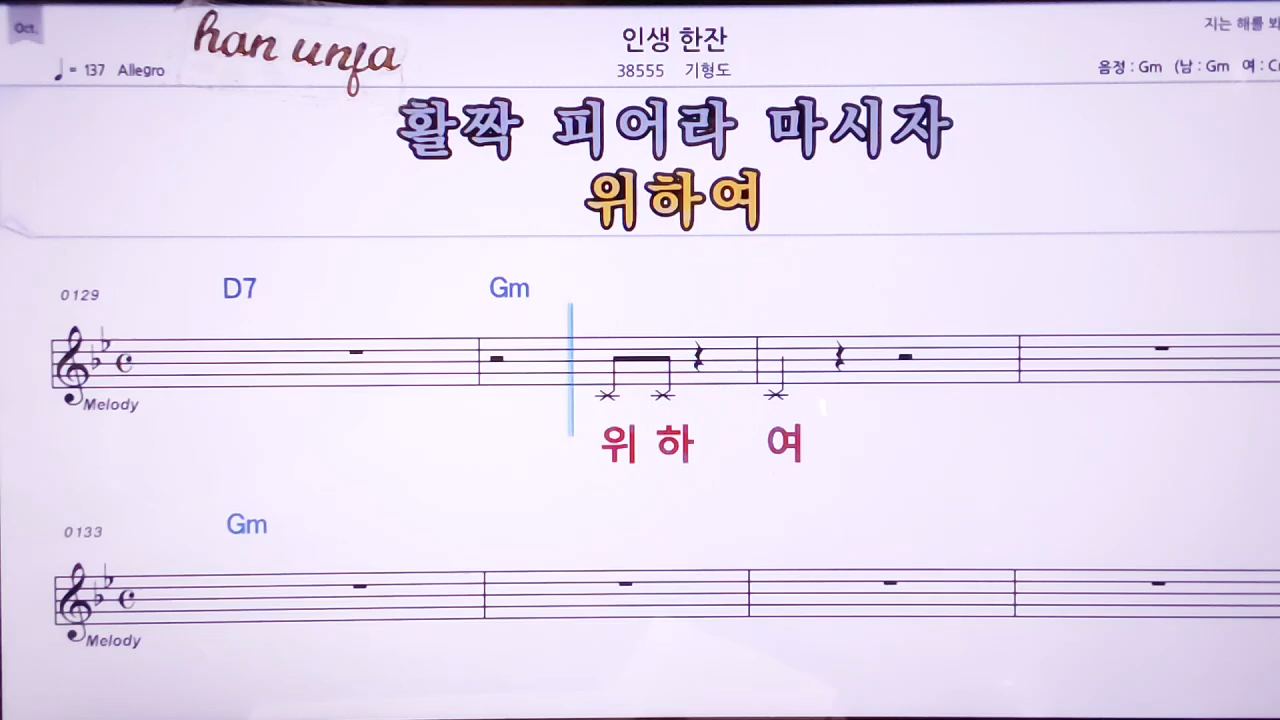 Oct.
han unfa
인생 한잔
지는 해를
♩= 137 Allegro
38555 기형도
음정 : Gm (남 : Gm 여 :
활짝 피어라 마시자
위하여
0129
D7 Gm
Melody
위 하 여
0133
Gm
Melody